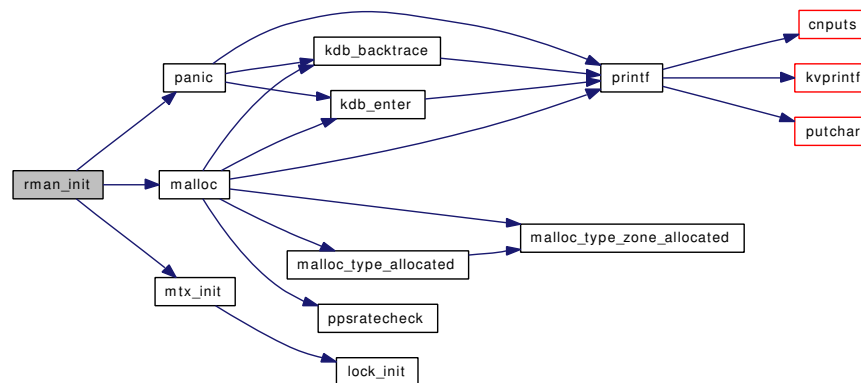 rman_init
panic
malloc
mtx_init
kdb_backtrace
kdb_enter
malloc_type_allocated
ppsratecheck
lock_init
printf
malloc_type_zone_allocated
cnputs
kvprintf
putchar